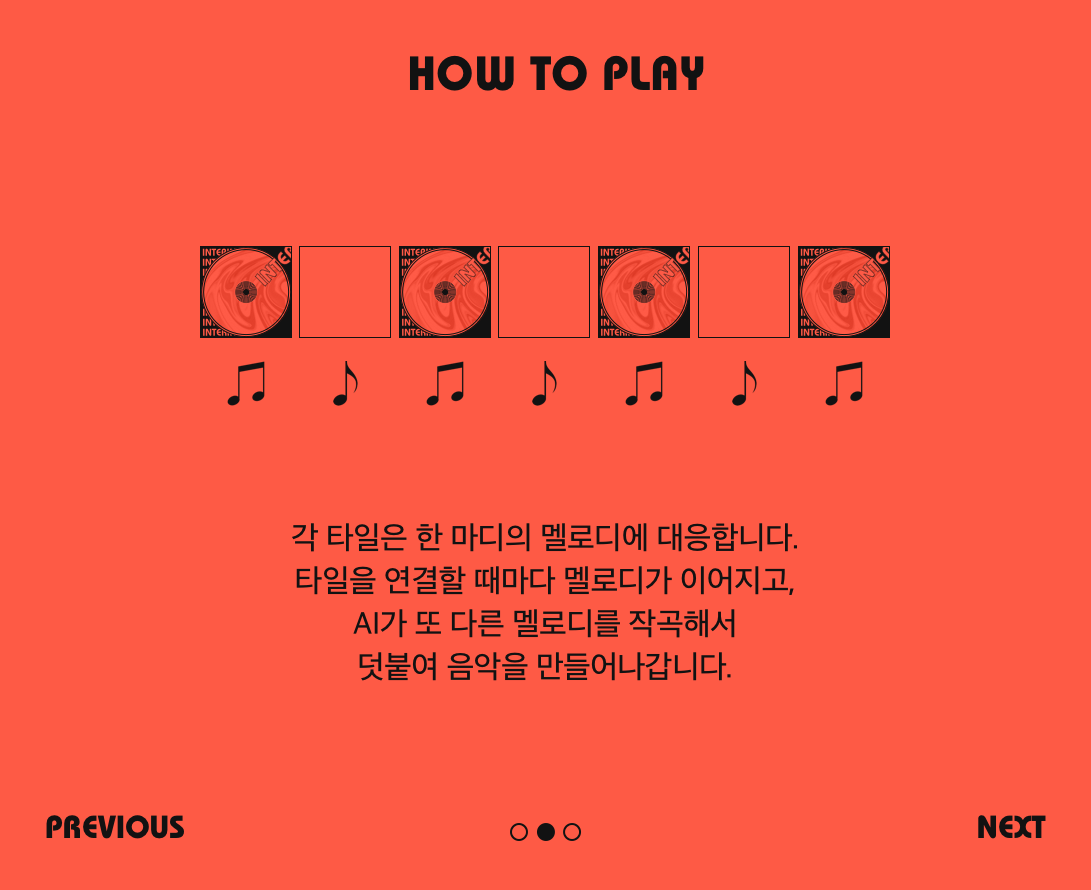 HOW TO PLAY
각 타일은 한 마디의 멜로디에 대응합니다.
타일을 연결할 때마다 멜로디가 이어지고,
AI가 또 다른 멜로디를 작곡해서
덧붙여 음악을 만들어나갑니다.
PREVIOUS
NEXT